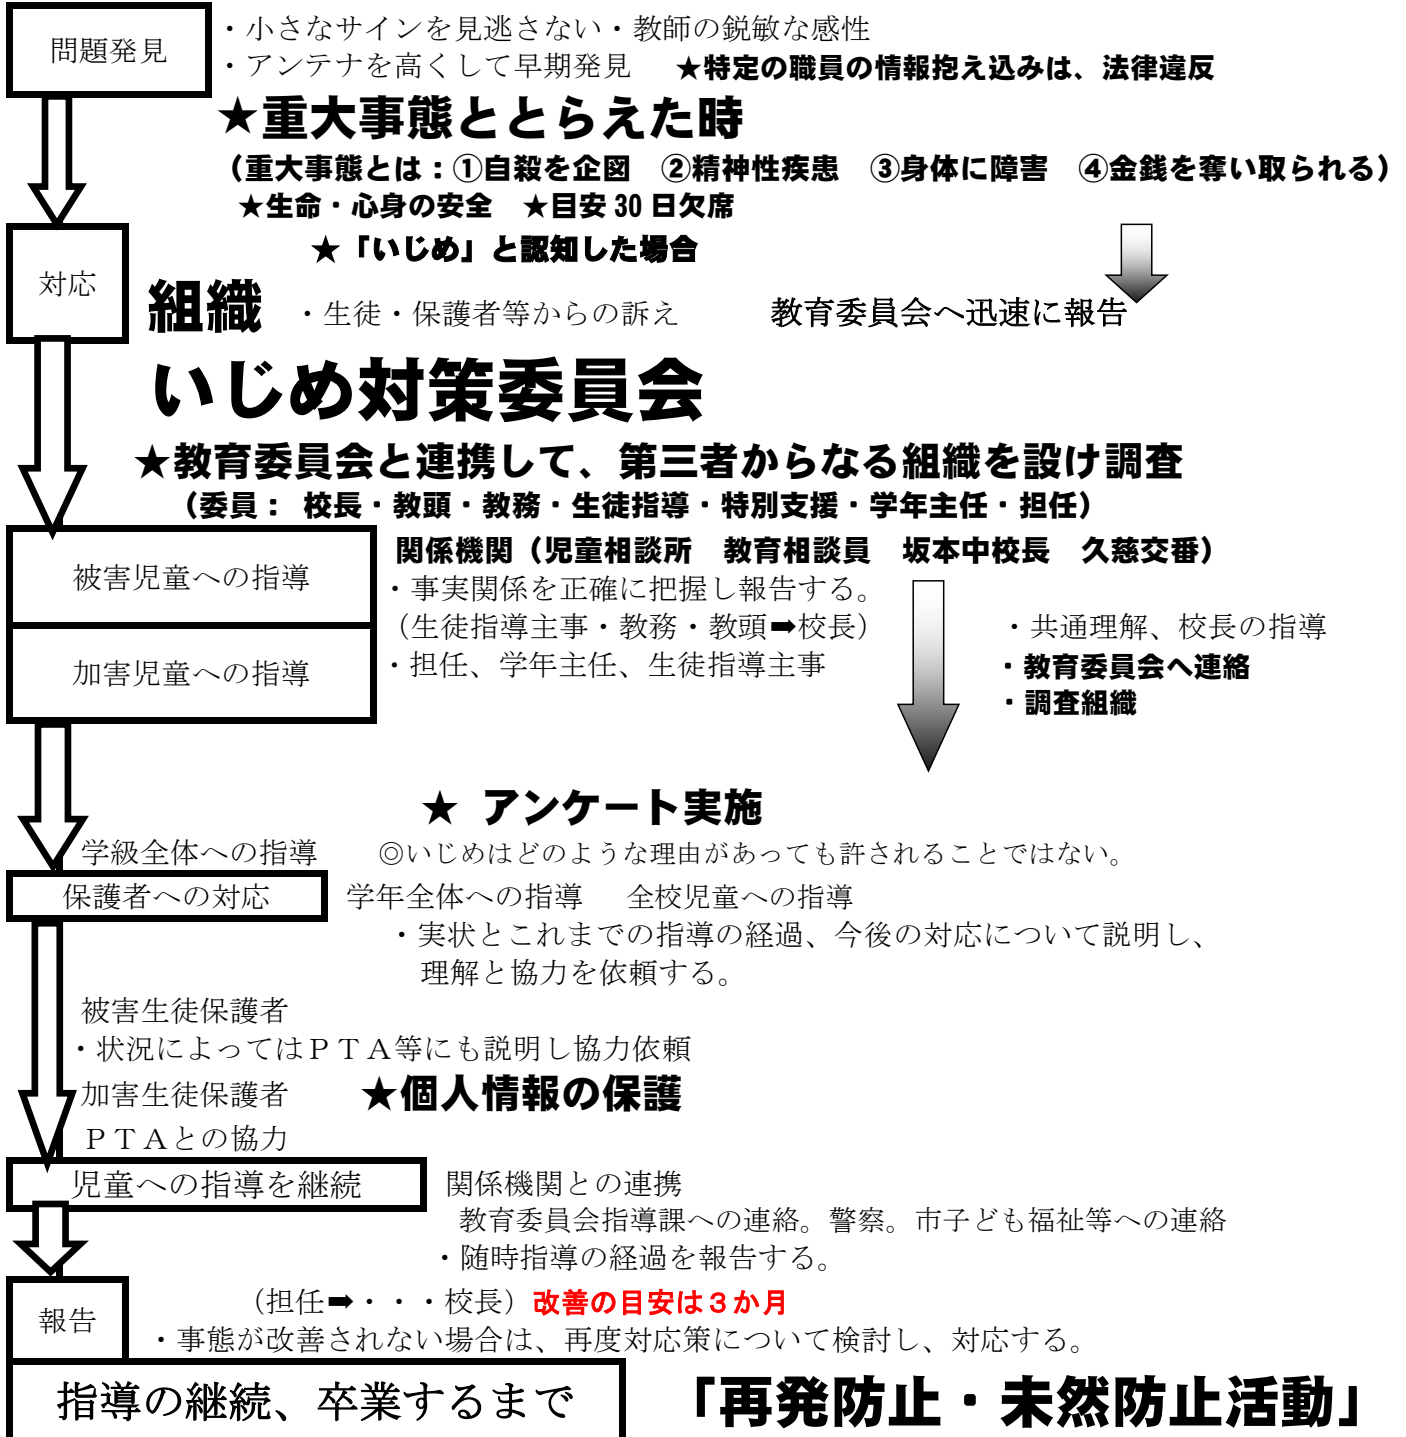 問題発見
・小さなサインを見逃さない・教師の鋭敏な感性
・アンテナを高くして早期発見　★特定の職員の情報抱え込みは、法律違反
★重大事態ととらえた時
（重大事態とは：①自殺を企図　②精神性疾患　③身体に障害　④金銭を奪い取られる）
★生命・心身の安全　★目安30日欠席
★「いじめ」と認知した場合
対応
組織　・生徒・保護者等からの訴え　教育委員会へ迅速に報告
いじめ対策委員会
★教育委員会と連携して、第三者からなる組織を設け調査
（委員： 校長・教頭・教務・生徒指導・特別支援・学年主任・担任）
関係機関（児童相談所　教育相談員　坂本中校長　久慈交番）
被害児童への指導
・事実関係を正確に把握し報告する。
（生徒指導主事・教務・教頭➡校長）
・担任、学年主任、生徒指導主事
加害児童への指導
・共通理解、校長の指導
・教育委員会へ連絡
・調査組織
★ アンケート実施
学級全体への指導　◎いじめはどのような理由があっても許されることではない。
保護者への対応　学年全体への指導　全校児童への指導
・実状とこれまでの指導の経過、今後の対応について説明し、
理解と協力を依頼する。
被害生徒保護者
・状況によってはＰＴＡ等にも説明し協力依頼
加害生徒保護者　★個人情報の保護
ＰＴＡとの協力
児童への指導を継続　関係機関との連携
教育委員会指導課への連絡。警察。市子ども福祉等への連絡
・随時指導の経過を報告する。
報告
（担任➡・・・校長）改善の目安は３か月
・事態が改善されない場合は、再度対応策について検討し、対応する。
指導の継続、卒業するまで　「再発防止・未然防止活動」